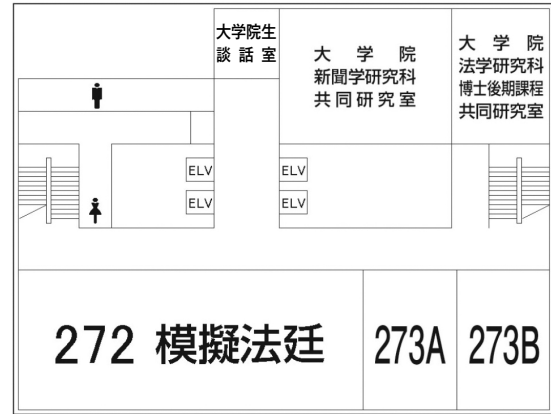 大学院生
談話室
大学院
新聞学研究科
共同研究室
大学院
法学研究科
博士後期課程
共同研究室
ELV
ELV
ELV
ELV
272 模擬法廷
273A
273B